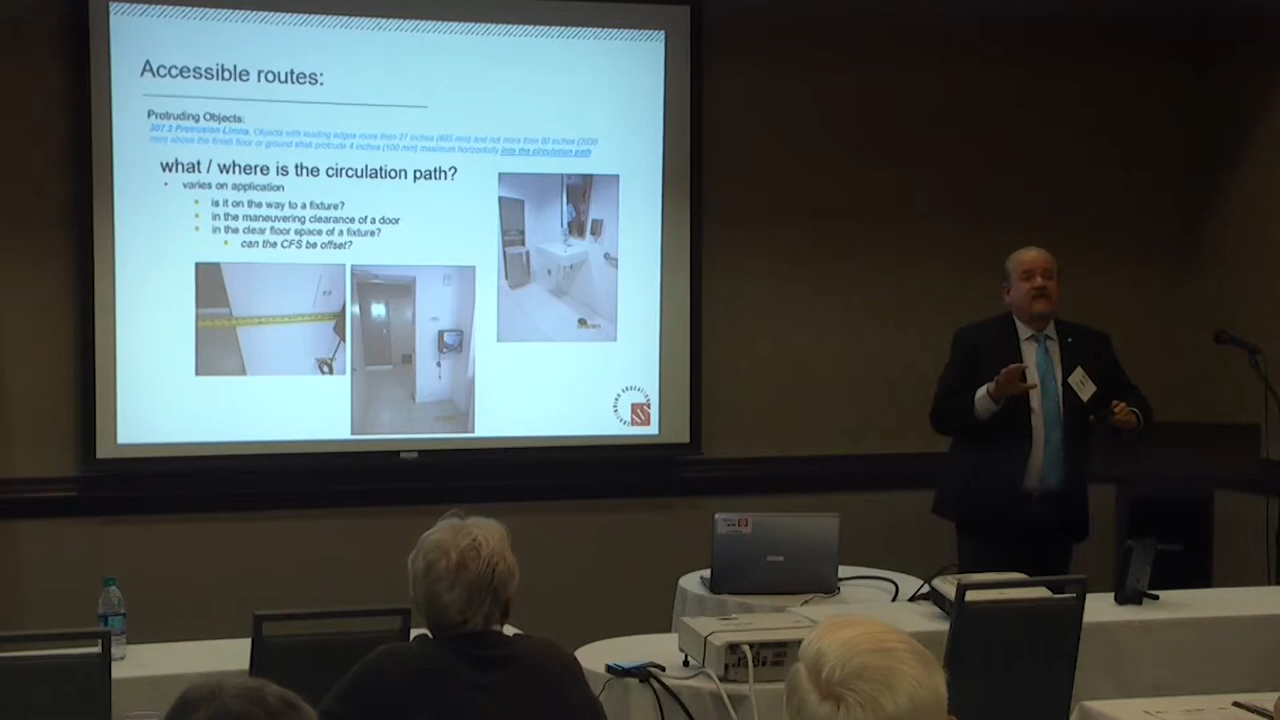 Accessible routes:
Protruding Objects:
307.2 Protrusion Limits. Objects with leading edges more than 27 inches (685 mm) and not more than 80 inches (2030
mm) above the finish floor or ground shall protrude 4 inches (100 mm) maximum horizontally into the circulation path
what / where is the circulation path?
• varies on application
• is it on the way to a fixture?
• in the maneuvering clearance of a door
• in the clear floor space of a fixture?
• can the CFS be offset?
CONTINUING EDUCATION